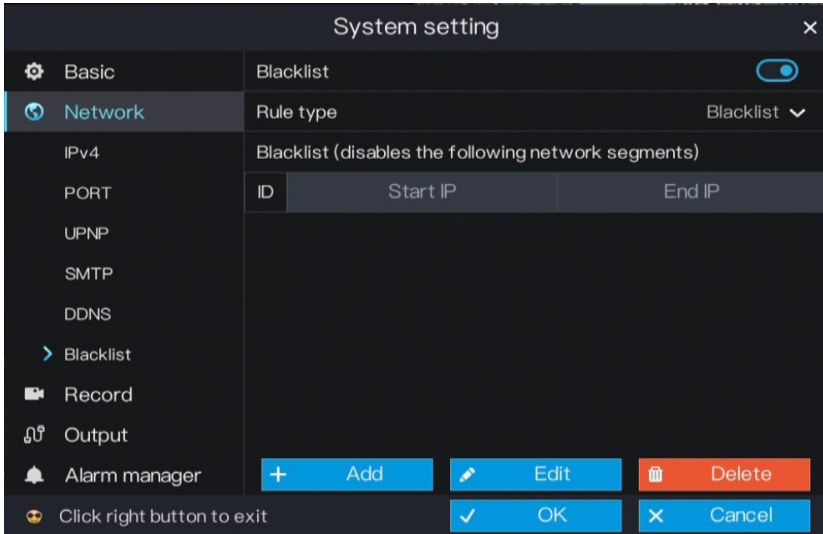 System setting
Basic
Blacklist
Network
Rule type
Blacklist
IPv4
Blacklist (disables the following network segments)
PORT
ID
Start IP
End IP
UPNP
SMTP
DDNS
Blacklist
Record
Output
Alarm manager
Add
Edit
Delete
Click right button to exit
OK
Cancel